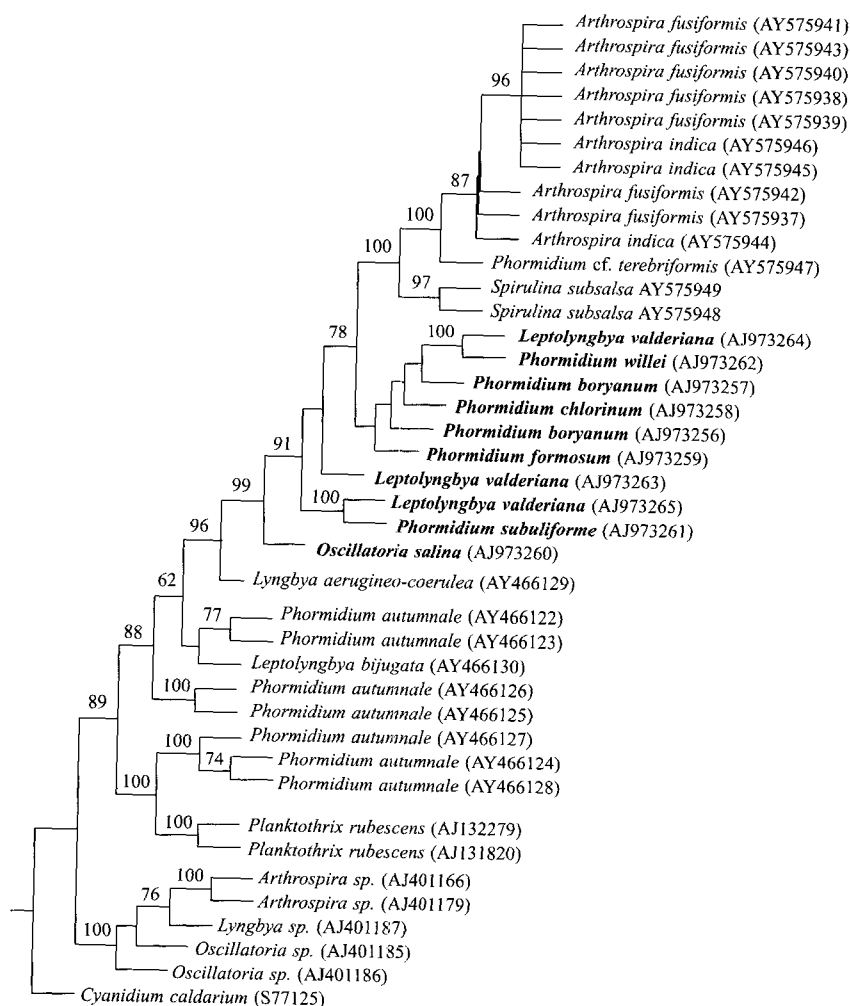 Arthrospira fusiformis (AY575941)
Arthrospira fusiformis (AY575943)
Arthrospira fusiformis (AY575940)
96
Arthrospira fusiformis (AY575938)
Arthrospira fusiformis (AY575939)
Arthrospira indica (AY575946)
Arthrospira indica (AY575945)
87
Arthrospira fusiformis (AY575942)
Arthrospira fusiformis (AY575937)
100
Arthrospira indica (AY575944)
100
Phormidium cf. terebriformis (AY575947)
97
Spirulina subsalsa AY575949
Spirulina subsalsa AY575948
78
100
Leptolyngbya valderiana (AJ973264)
Phormidium willei (AJ973262)
Phormidium boryanum (AJ973257)
Phormidium chlorinum (AJ973258)
Phormidium boryanum (AJ973256)
91
Phormidium formosum (AJ973259)
Leptolyngbya valderiana (AJ973263)
99
100
Leptolyngbya valderiana (AJ973265)
Phormidium subuliforme (AJ973261)
96
Oscillatoria salina (AJ973260)
62
Lyngbya aerugineo-coerulea (AY466129)
77
Phormidium autumnale (AY466122)
88
Phormidium autumnale (AY466123)
Leptolyngbya bijugata (AY466130)
100
Phormidium autumnale (AY466126)
89
Phormidium autumnale (AY466125)
100
Phormidium autumnale (AY466127)
74
Phormidium autumnale (AY466124)
100
Phormidium autumnale (AY466128)
100
Planktothrix rubescens (AJ132279)
Planktothrix rubescens (AJ131820)
100
Arthrospira sp. (AJ401166)
76
Arthrospira sp. (AJ401179)
Lyngbya sp. (AJ401187)
100
Oscillatoria sp. (AJ401185)
Oscillatoria sp. (AJ401186)
Cyanidium caldarium (S77125)